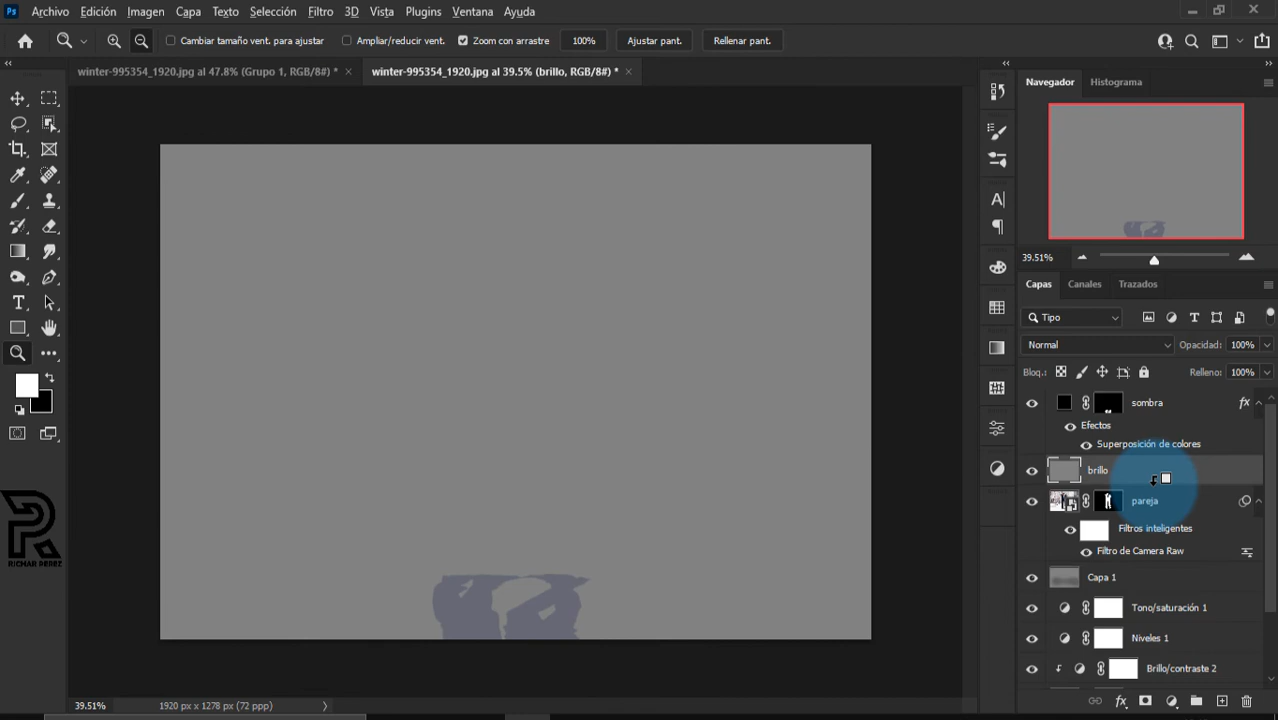 Ps Archivo Edición Imagen Capa Texto Selección Filtro 3D Vista Plugins Ventana Ayuda
Cambiar tamaño vent. para ajustar Ampliar/reducir vent. Zoom con arrastre 100% Ajustar pant. Rellenar pant.
winter-995354_1920.jpg al 47.8% (Grupo 1, RGB/8#) * × winter-995354_1920.jpg al 39.5% (brillo, RGB/8#) * ×
Navegador Histograma
39.51%
Capas Canales Trazados
Tipo
Normal Opacidad: 100%
Bloq.: Relleno: 100%
sombra fx
Efectos
Superposición de colores
brillo
pareja
Filtros inteligentes
Filtro de Camera Raw
Capa 1
Tono/saturación 1
Niveles 1
Brillo/contraste 2
RICHAR PEREZ
39.51% 1920 px x 1278 px (72 ppp)